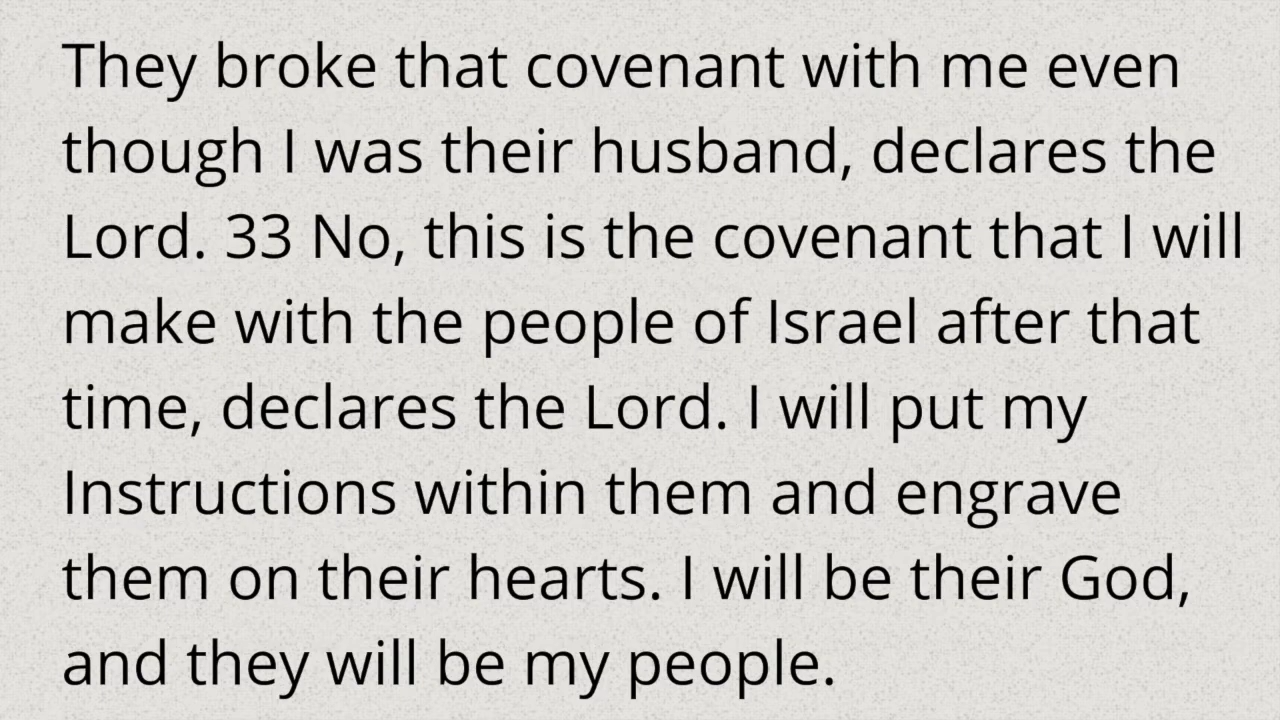 They broke that covenant with me even
though I was their husband, declares the
Lord. 33 No, this is the covenant that I will
make with the people of Israel after that
time, declares the Lord. I will put my
Instructions within them and engrave
them on their hearts. I will be their God,
and they will be my people.